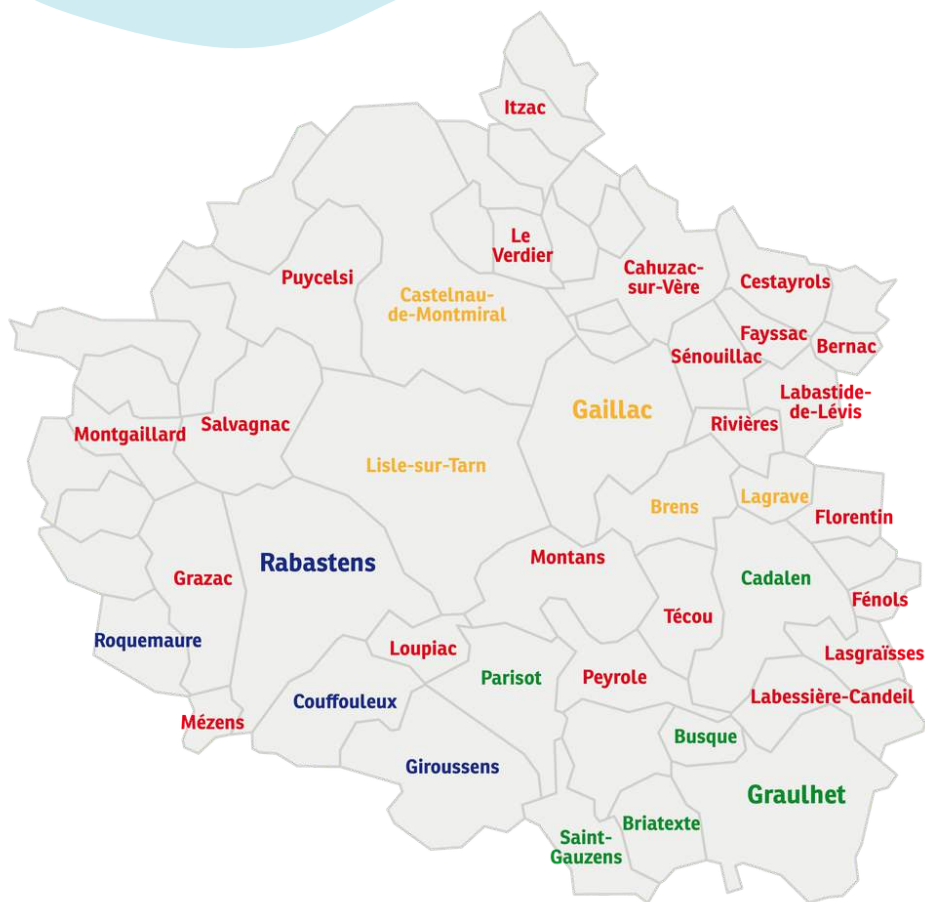 Itzac
Le
Verdier
Puycelsi
Cahuzac-
sur-Vère
Cestayrols
Castelnau-
de-Montmiral
Fayssac
Bernac
Sénouillac
Labastide-
de-Lévis
Gaillac
Rivières
Salvagnac
Montgaillard
Lisle-sur-Tarn
Lagrave
Brens
Florentin
Rabastens
Montans
Grazac
Cadalen
Fénols
Técou
Roquemaure
Loupiac
Lasgraïsses
Parisot
Peyrole
Couffouleux
Labessière-Candeil
Mézens
Busque
Giroussens
Graulhet
Briatexte
Saint-
Gauzens